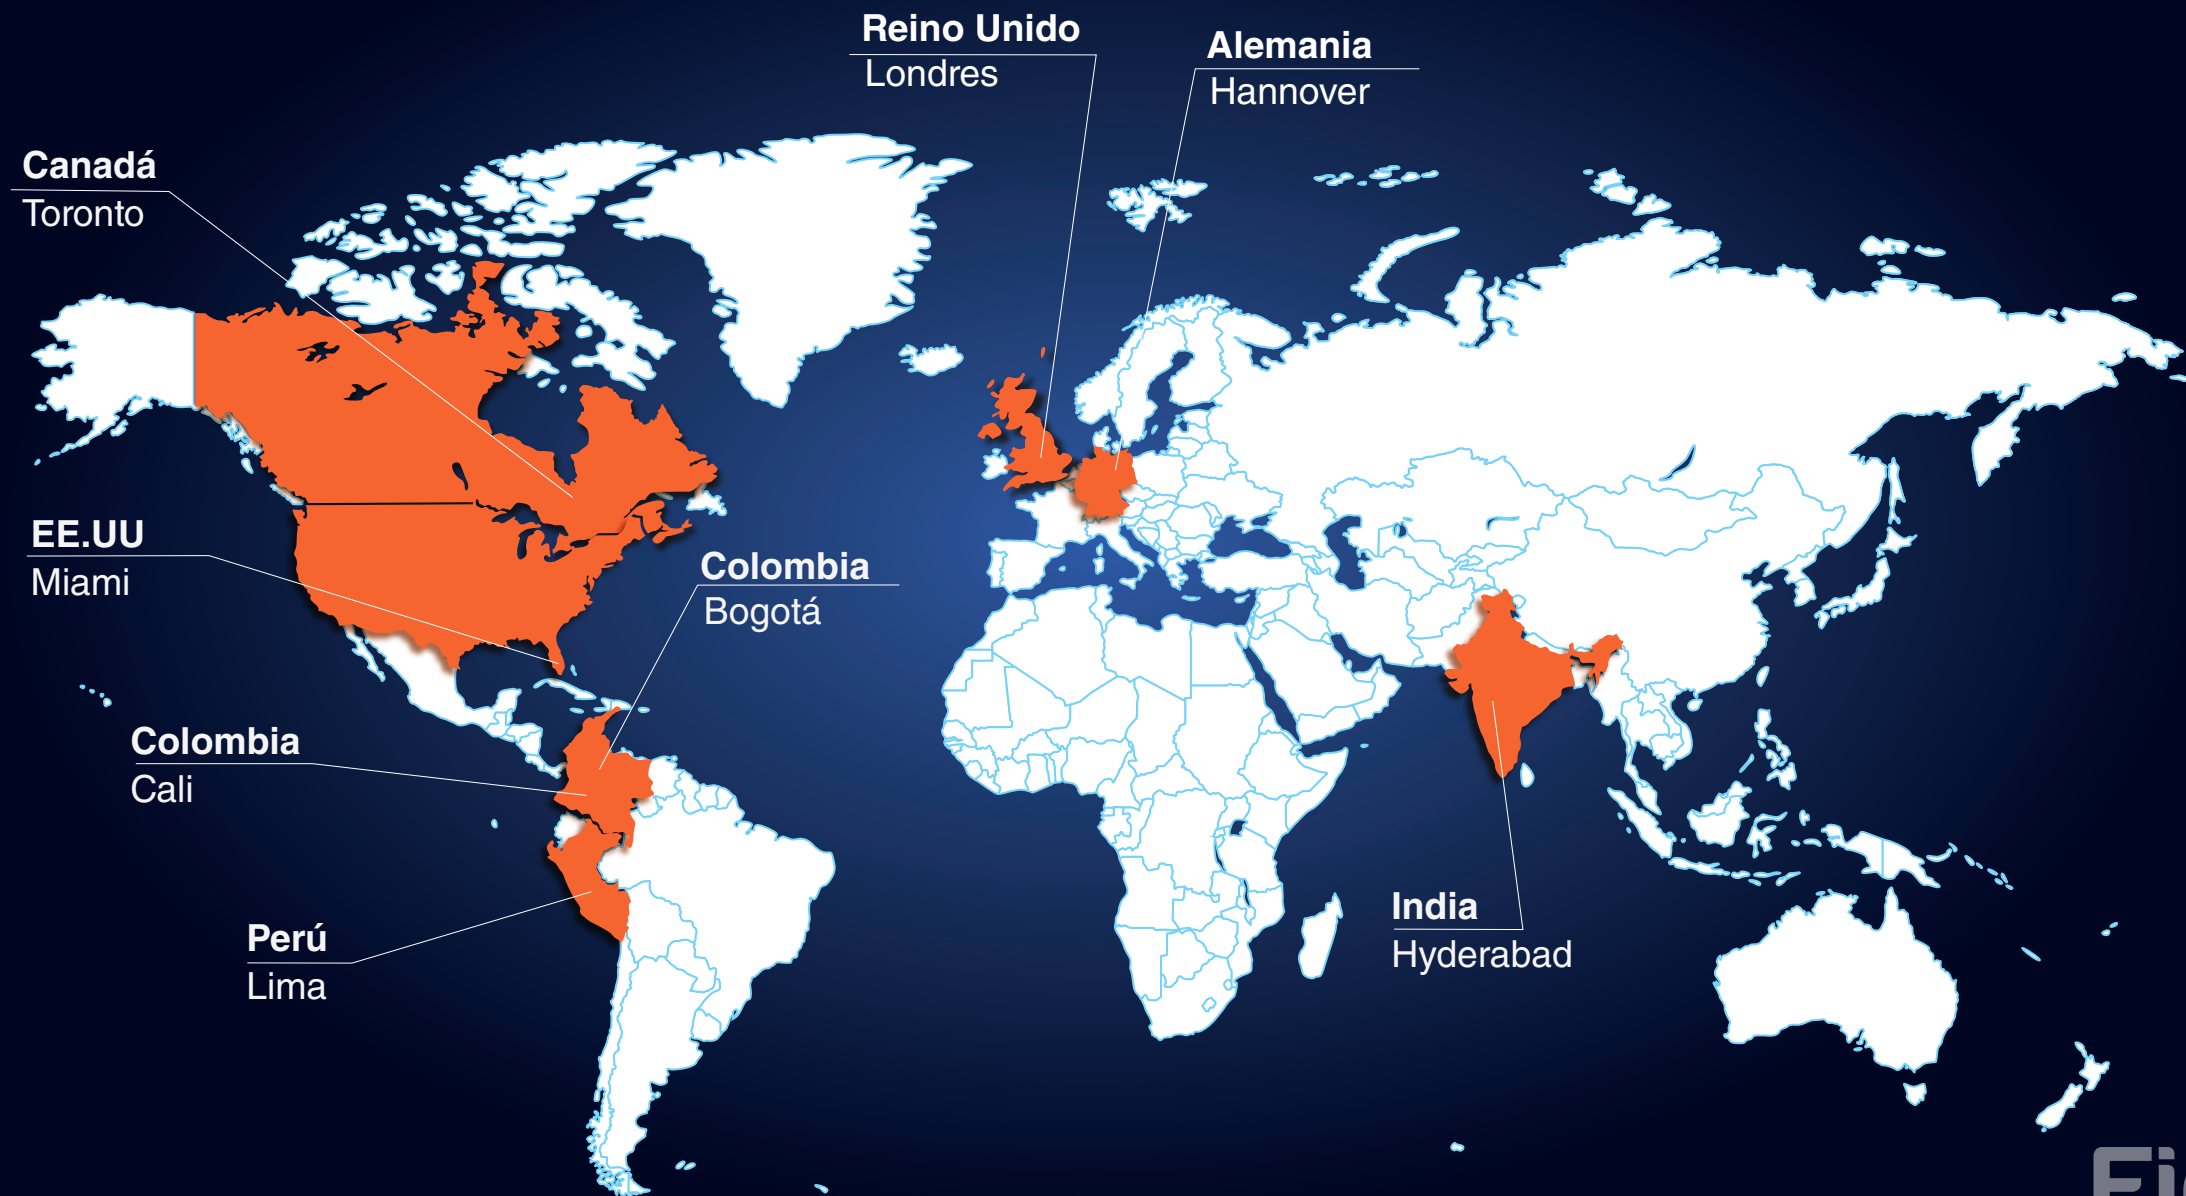 Reino Unido
Londres
Alemania
Hannover
Canadá
Toronto
EE.UU
Miami
Colombia
Bogotá
Colombia
Cali
Perú
Lima
India
Hyderabad